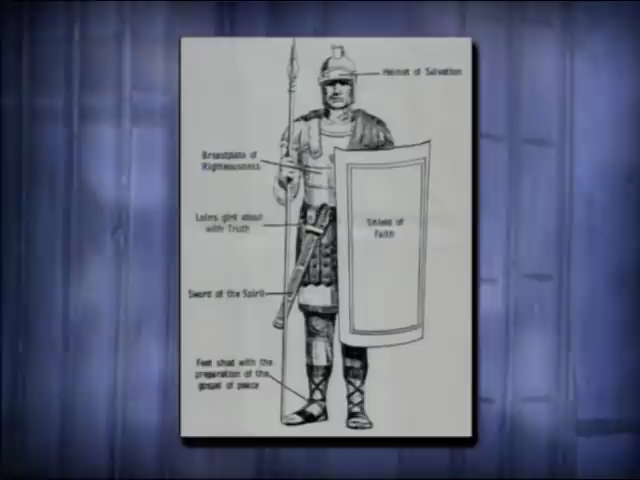 Helmet of Salvation
Breastplate of
Righteousness
Loins girt about
with Truth
Shield of
Faith
Sword of the Spirit
Feet shod with the
preparation of the
gospel of peace